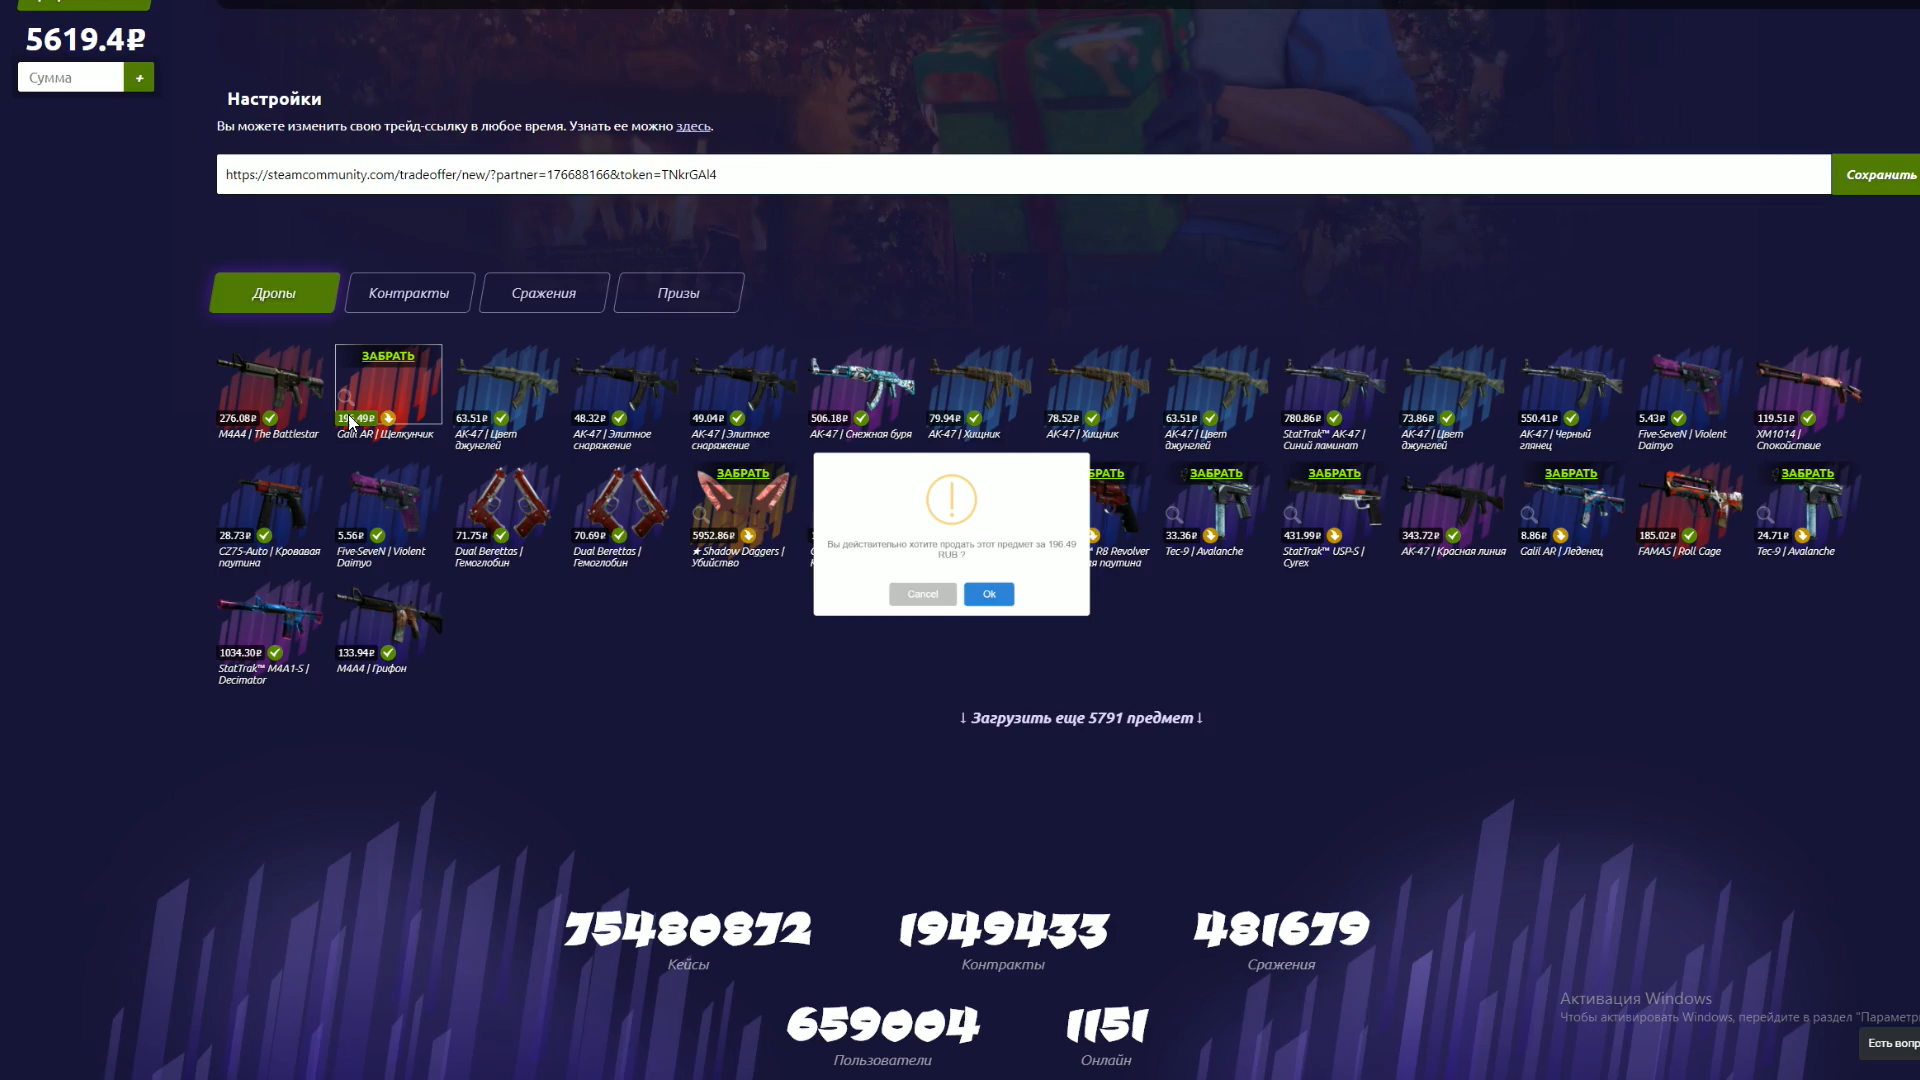 5619.4₽
Сумма
+
Настройки
Вы можете изменить свою трейд-ссылку в любое время. Узнать ее можно здесь.
https://steamcommunity.com/tradeoffer/new/?partner=176688166&token=TNkrGAl4
Сохранить
Дропы
Контракты
Сражения
Призы
ЗАБРАТЬ
276.08₽ 196.49₽ 63.51₽ 48.32₽ 49.04₽ 506.18₽ 79.94₽ 78.52₽ 63.51₽ 780.86₽ 73.86₽ 550.41₽ 5.43₽ 119.51₽
M4A4 | The Battlestar
Galil AR | Щелкунчик
AK-47 | Цвет
джунглей
AK-47 | Элитное
снаряжение
AK-47 | Элитное
снаряжение
AK-47 | Снежная буря
AK-47 | Хищник
AK-47 | Хищник
AK-47 | Цвет
джунглей
StatTrak™ AK-47 |
Синий ламинат
AK-47 | Цвет
джунглей
AK-47 | Черный
глянец
Five-SeveN | Violent
Daimyo
XM1014 |
Спокойствие
ЗАБРАТЬ ЗАБРАТЬ ЗАБРАТЬ ЗАБРАТЬ ЗАБРАТЬ
28.73₽ 5.56₽ 71.75₽ 70.69₽ 5952.86₽ 33.36₽ 431.99₽ 343.72₽ 8.86₽ 185.02₽ 24.71₽
CZ75-Auto | Кровавая
паутина
Five-SeveN | Violent
Daimyo
Dual Berettas |
Гемоглобин
Dual Berettas |
Гемоглобин
★ Shadow Daggers |
Убийство
R8 Revolver
паутина
Tec-9 | Avalanche
StatTrak™ USP-S |
Cyrex
AK-47 | Красная линия
Galil AR | Леденец
FAMAS | Roll Cage
Tec-9 | Avalanche
Вы действительно хотите продать этот предмет за 196.49
RUB ?
Cancel
Ok
1034.30₽ 133.94₽
StatTrak™ M4A1-S |
Decimator
M4A4 | Грифон
↓ Загрузить еще 5791 предмет ↓
75480872 1949433 481679
Кейсы Контракты Сражения
659004 1151
Пользователи Онлайн
Активация Windows
Чтобы активировать Windows, перейдите в раздел "Параметры
Есть вопр